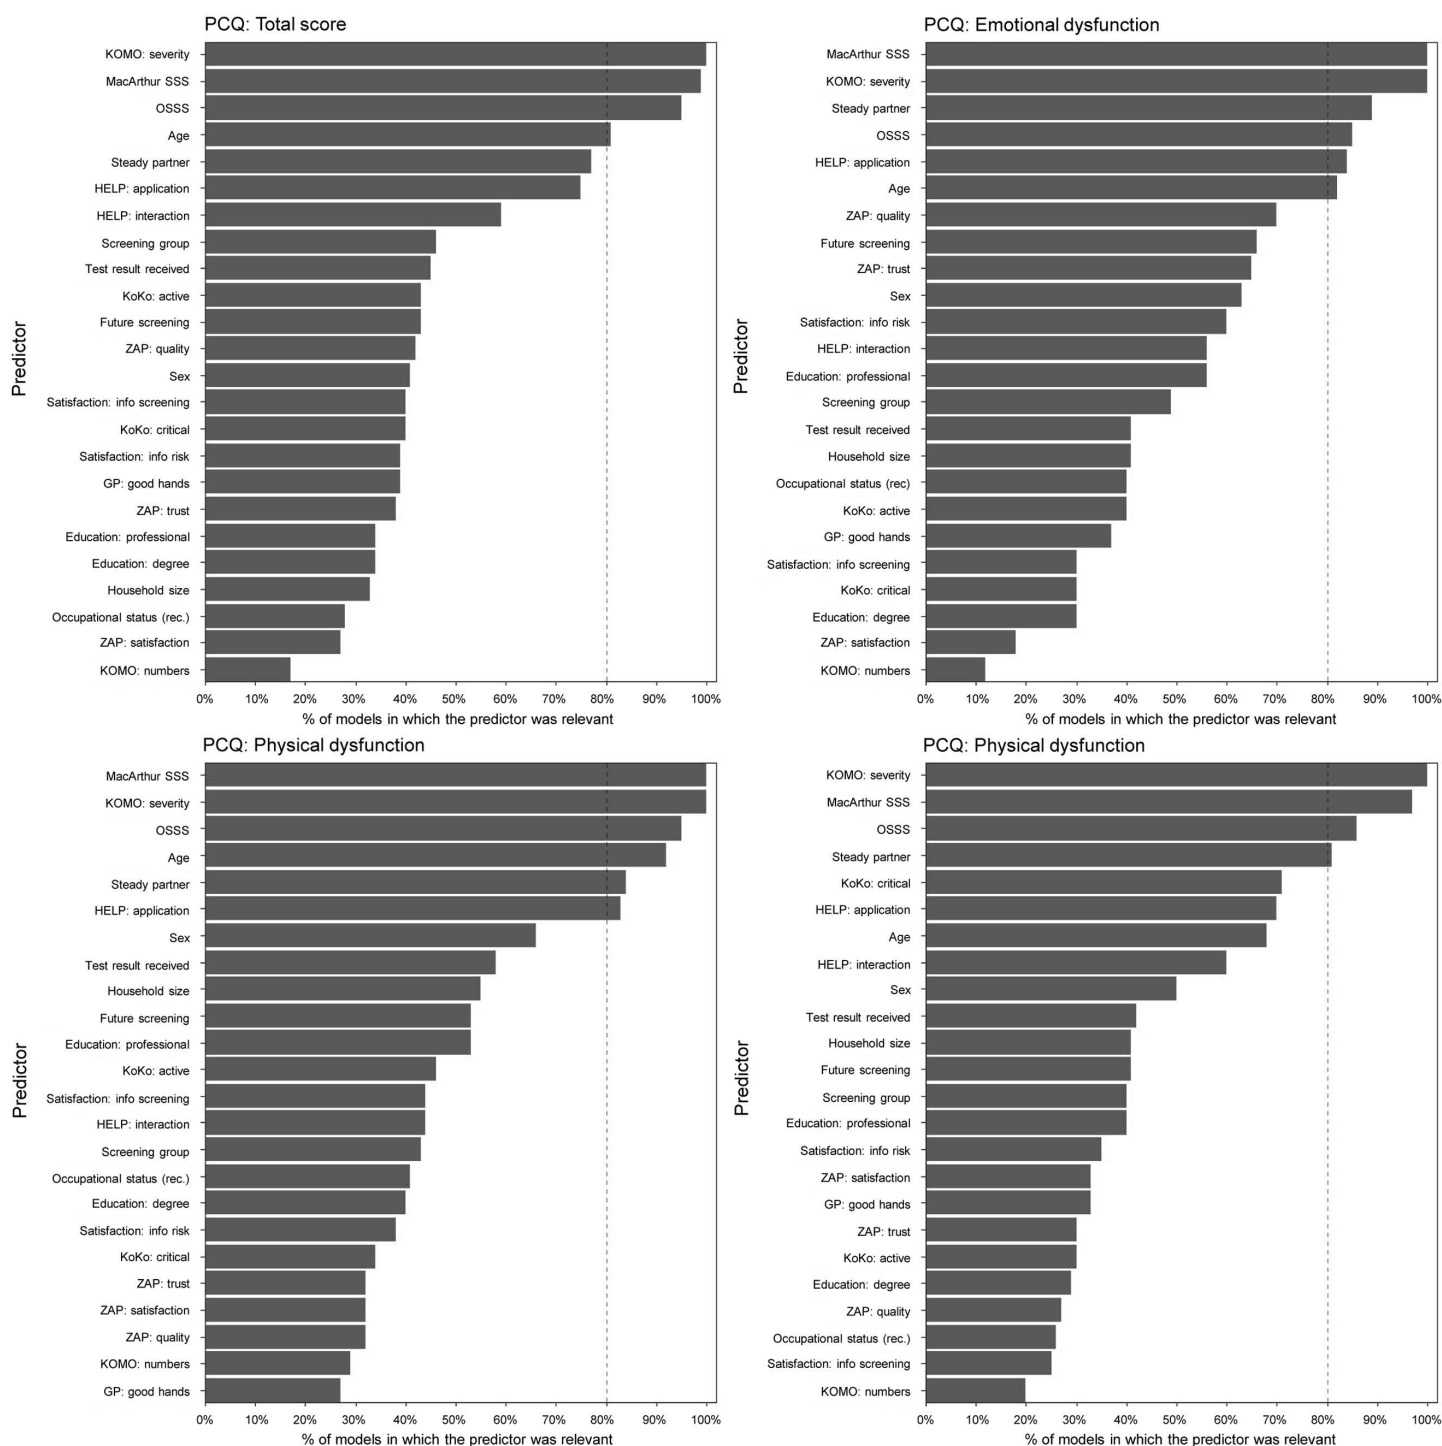 PCQ: Total score
KOMO: severity
MacArthur SSS
OSSS
Age
Steady partner
HELP: application
HELP: interaction
Screening group
Test result received
KoKo: active
Future screening
ZAP: quality
Sex
Satisfaction: info screening
KoKo: critical
Satisfaction: info risk
GP: good hands
ZAP: trust
Education: professional
Education: degree
Household size
Occupational status (rec.)
ZAP: satisfaction
KOMO: numbers
Predictor
0% 10% 20% 30% 40% 50% 60% 70% 80% 90% 100%
% of models in which the predictor was relevant
PCQ: Emotional dysfunction
MacArthur SSS
KOMO: severity
Steady partner
OSSS
HELP: application
Age
ZAP: quality
Future screening
ZAP: trust
Sex
Satisfaction: info risk
HELP: interaction
Education: professional
Screening group
Test result received
Household size
Occupational status (rec)
KoKo: active
GP: good hands
Satisfaction: info screening
KoKo: critical
Education: degree
ZAP: satisfaction
KOMO: numbers
Predictor
0% 10% 20% 30% 40% 50% 60% 70% 80% 90% 100%
% of models in which the predictor was relevant
PCQ: Physical dysfunction
MacArthur SSS
KOMO: severity
OSSS
Age
Steady partner
HELP: application
Sex
Test result received
Household size
Future screening
Education: professional
KoKo: active
Satisfaction: info screening
HELP: interaction
Screening group
Occupational status (rec.)
Education: degree
Satisfaction: info risk
KoKo: critical
ZAP: trust
ZAP: satisfaction
ZAP: quality
KOMO: numbers
GP: good hands
Predictor
0% 10% 20% 30% 40% 50% 60% 70% 80% 90% 100%
% of models in which the predictor was relevant
PCQ: Physical dysfunction
KOMO: severity
MacArthur SSS
OSSS
Steady partner
KoKo: critical
HELP: application
Age
HELP: interaction
Sex
Test result received
Household size
Future screening
Screening group
Education: professional
Satisfaction: info risk
ZAP: satisfaction
GP: good hands
ZAP: trust
KoKo: active
Education: degree
ZAP: quality
Occupational status (rec.)
Satisfaction: info screening
KOMO: numbers
Predictor
0% 10% 20% 30% 40% 50% 60% 70% 80% 90% 100%
% of models in which the predictor was relevant